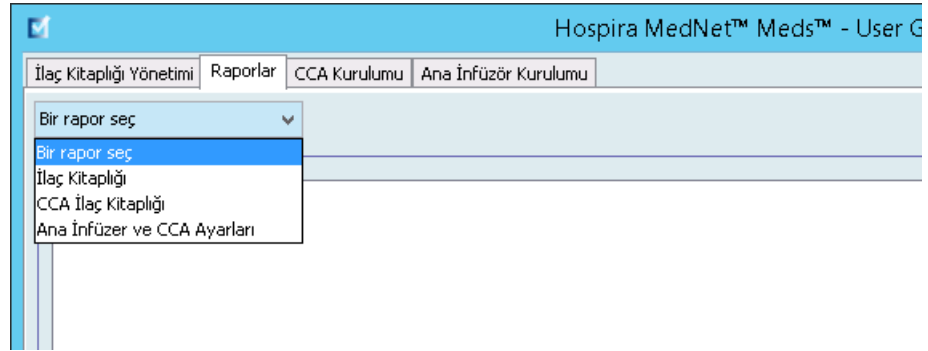 Hospira MedNet™ Meds™ - User G
İlaç Kitaplığı Yönetimi Raporlar CCA Kurulumu Ana İnfüzör Kurulumu
Bir rapor seç
Bir rapor seç
İlaç Kitaplığı
CCA İlaç Kitaplığı
Ana İnfüzer ve CCA Ayarları